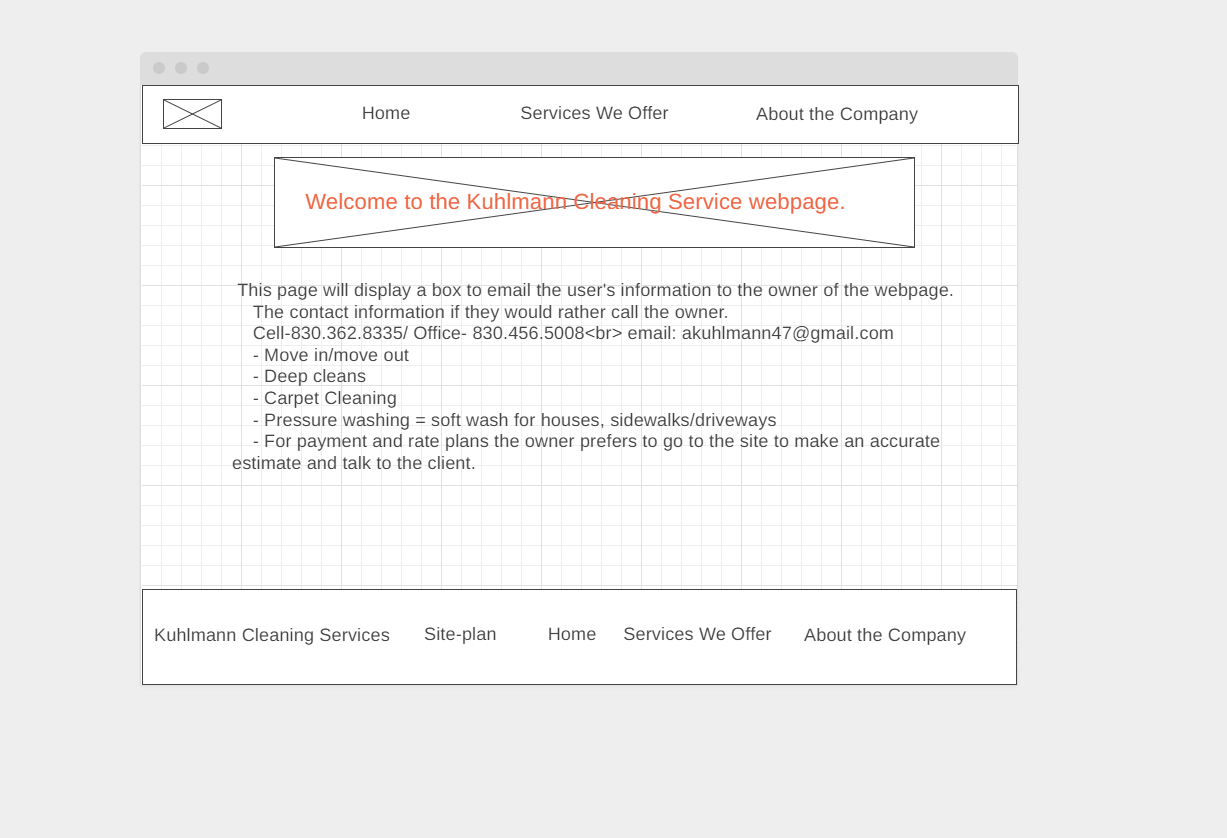 Home Services We Offer About the Company
Welcome to the Kuhlmann Cleaning Service webpage.
This page will display a box to email the user's information to the owner of the webpage.
The contact information if they would rather call the owner.
Cell-830.362.8335/ Office- 830.456.5008<br> email: akuhlmann47@gmail.com
- Move in/move out
- Deep cleans
- Carpet Cleaning
- Pressure washing = soft wash for houses, sidewalks/driveways
- For payment and rate plans the owner prefers to go to the site to make an accurate
estimate and talk to the client.
Kuhlmann Cleaning Services Site-plan Home Services We Offer About the Company